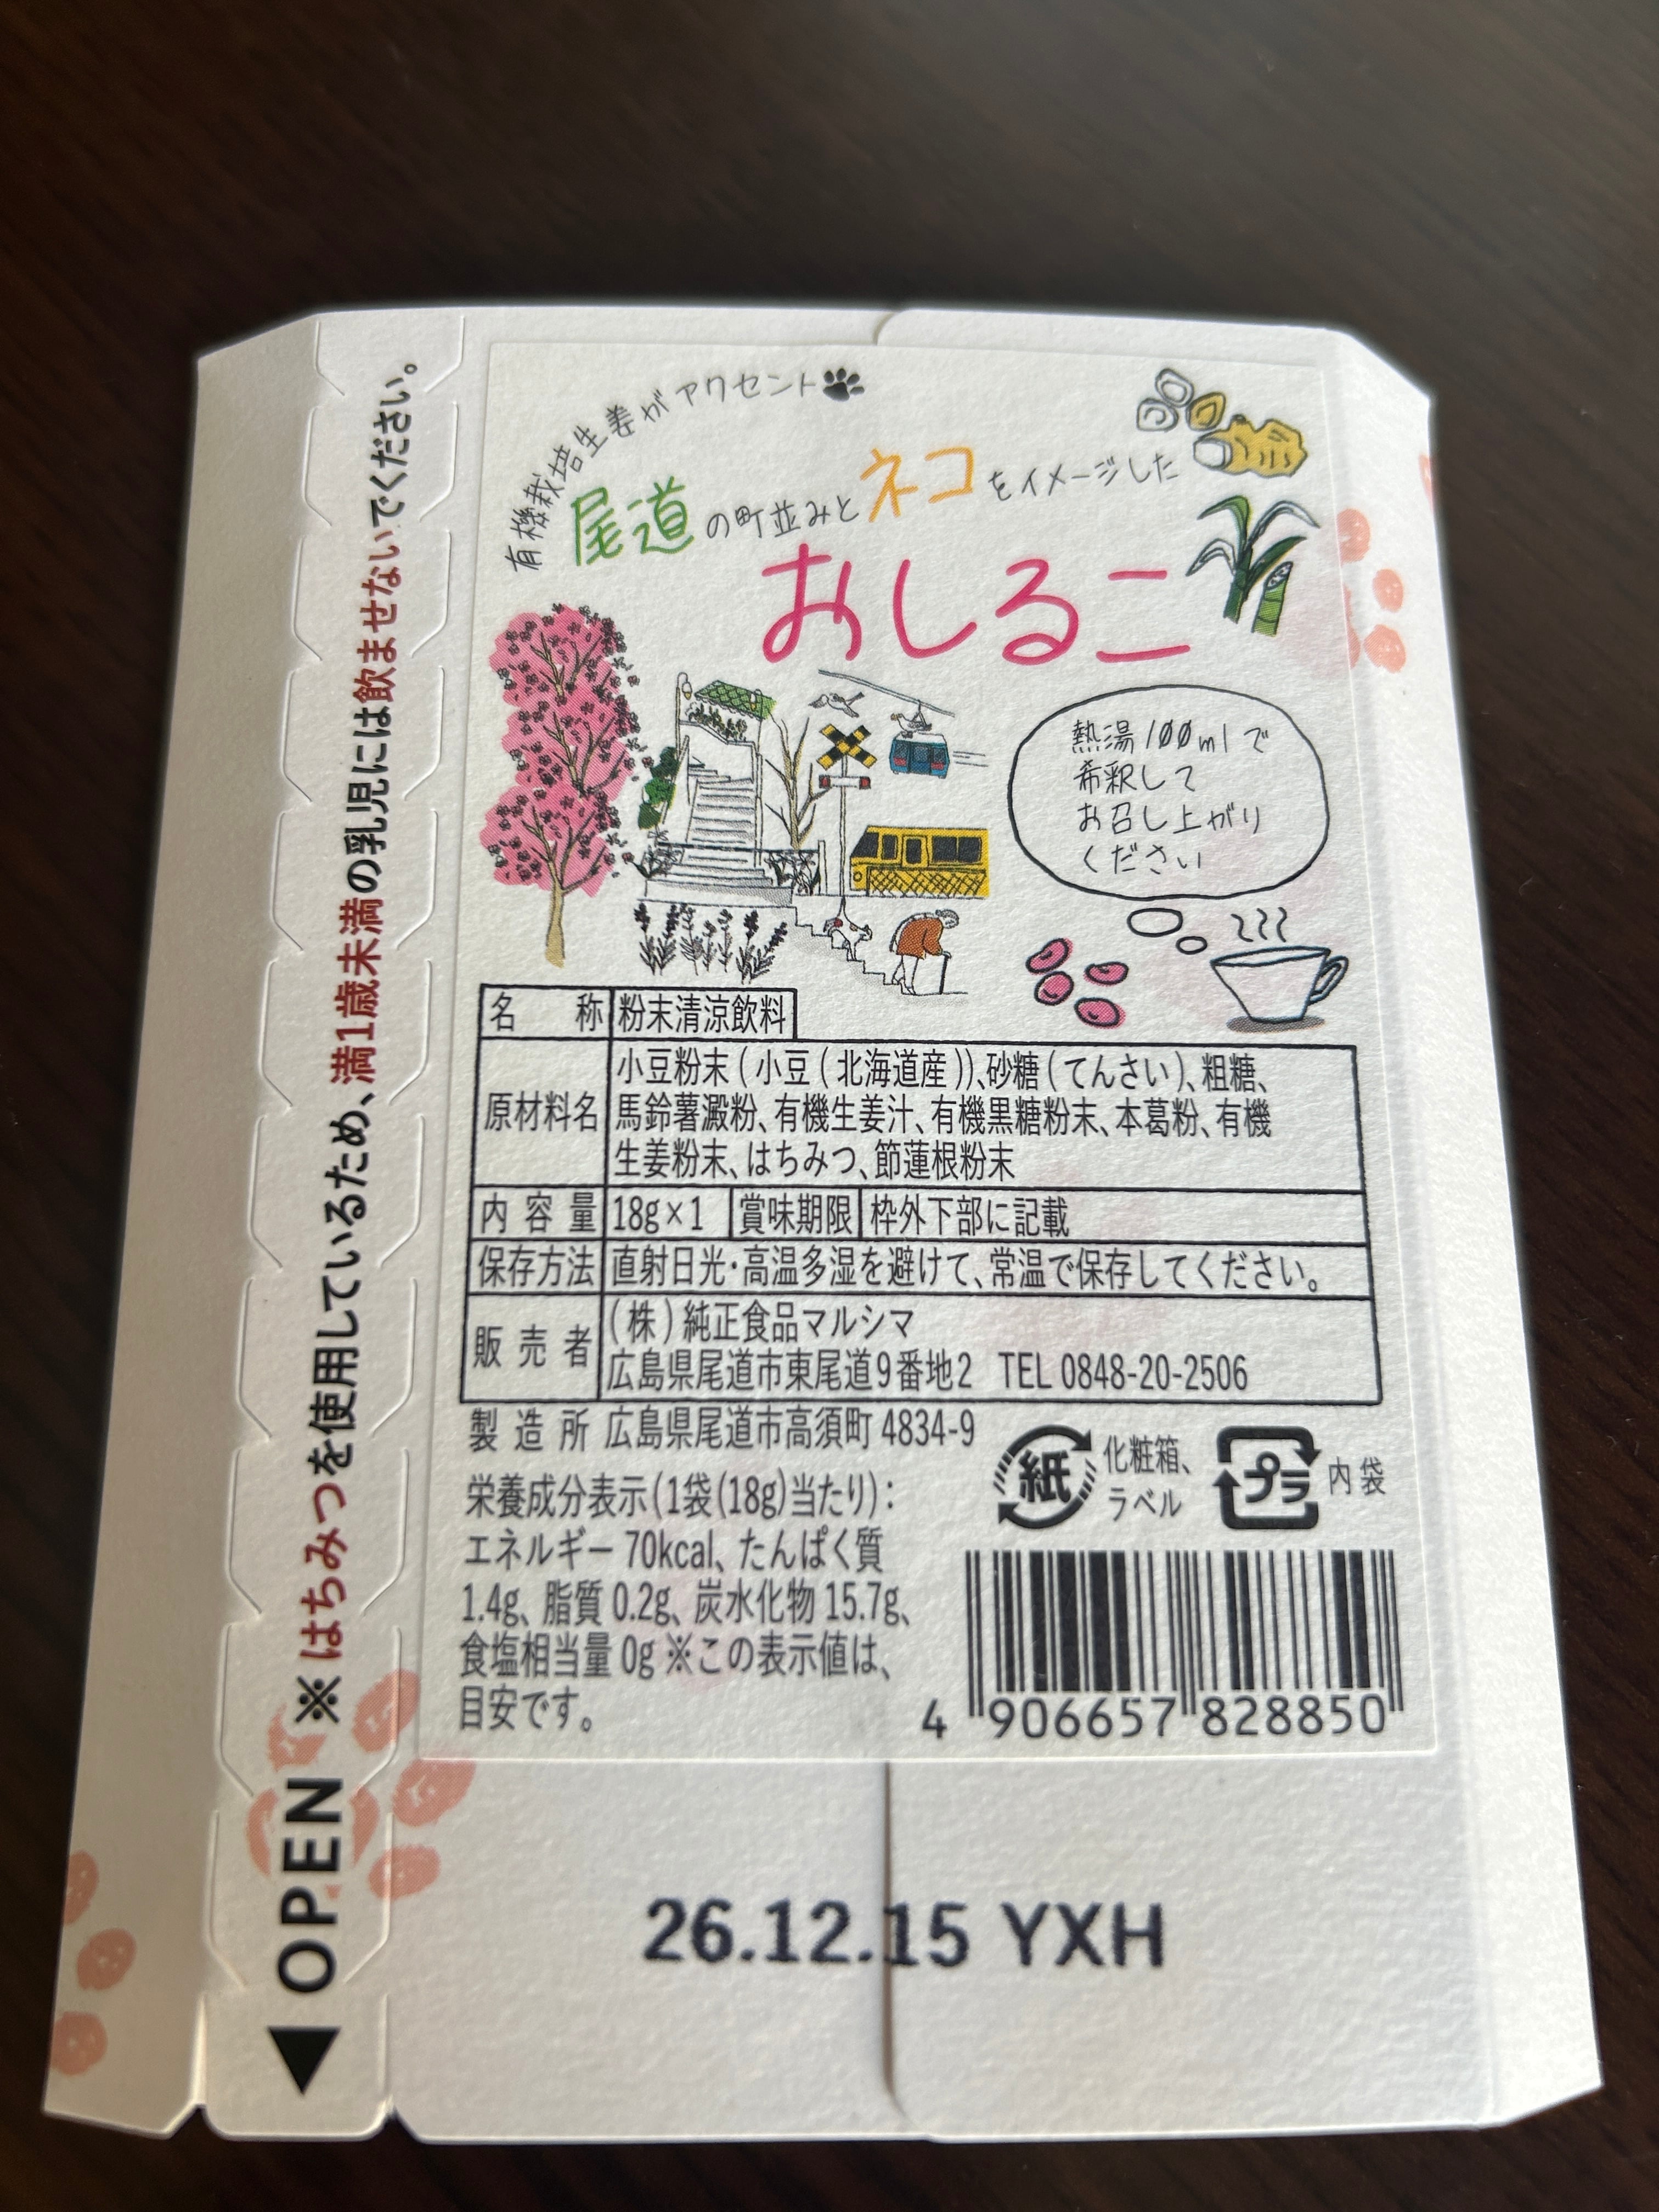 有機栽培生姜がアクセント
尾道の町並みとネコをイメージした
おしるこ
熱湯100mlで
希釈して
お召し上がり
ください
名称 粉末清涼飲料
原材料名 小豆粉末(小豆(北海道産))、砂糖(てんさい)、粗糖、
馬鈴薯澱粉、有機生姜汁、有機黒糖粉末、本葛粉、有機
生姜粉末、はちみつ、節蓮根粉末
内容量 18g×1 賞味期限 枠外下部に記載
保存方法 直射日光・高温多湿を避けて、常温で保存してください。
販売者 (株)純正食品マルシマ
広島県尾道市東尾道9番地2 TEL 0848-20-2506
製造所 広島県尾道市高須町 4834-9
栄養成分表示(1袋(18g)当たり):
エネルギー 70kcal、たんぱく質
1.4g、脂質 0.2g、炭水化物 15.7g、
食塩相当量 0g ※この表示値は、
目安です。
紙 化粧箱、
ラベル
プラ 内袋
4 906657 828850
26.12.15 YXH
◀ OPEN ※はちみつを使用しているため、満1歳未満の乳児には飲ませないでください。